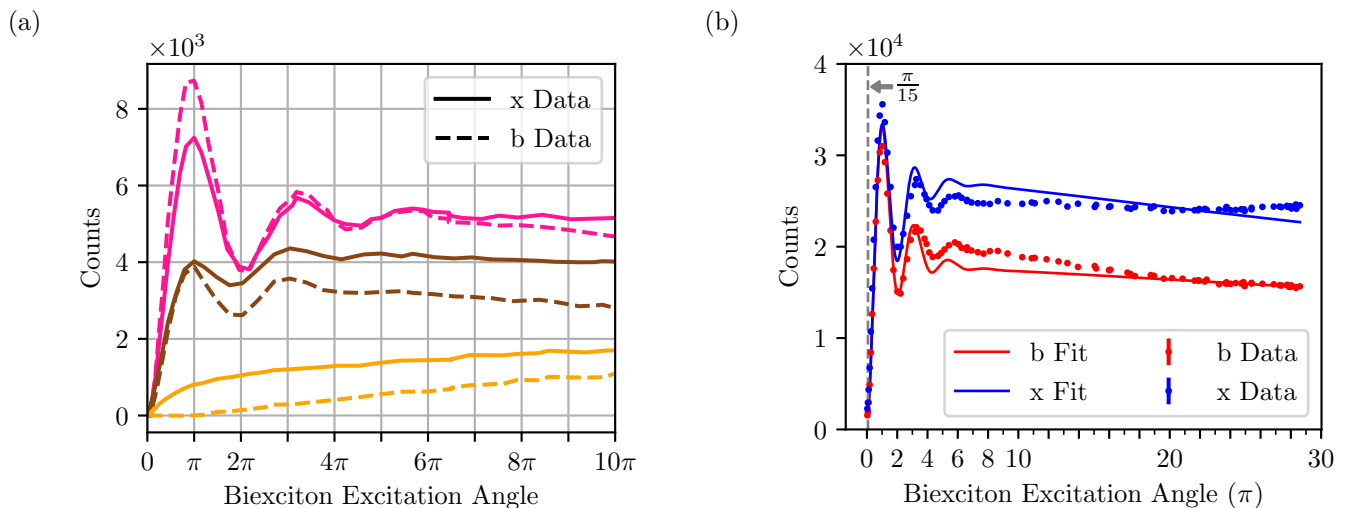 (a)
×10³
8
6
4
2
0
Counts
x Data
b Data
0 π 2π 4π 6π 8π 10π
Biexciton Excitation Angle
(b)
×10⁴
4
3
2
1
0
Counts
π/15
b Fit b Data
x Fit x Data
0 2 4 6 8 10 20 30
Biexciton Excitation Angle (π)